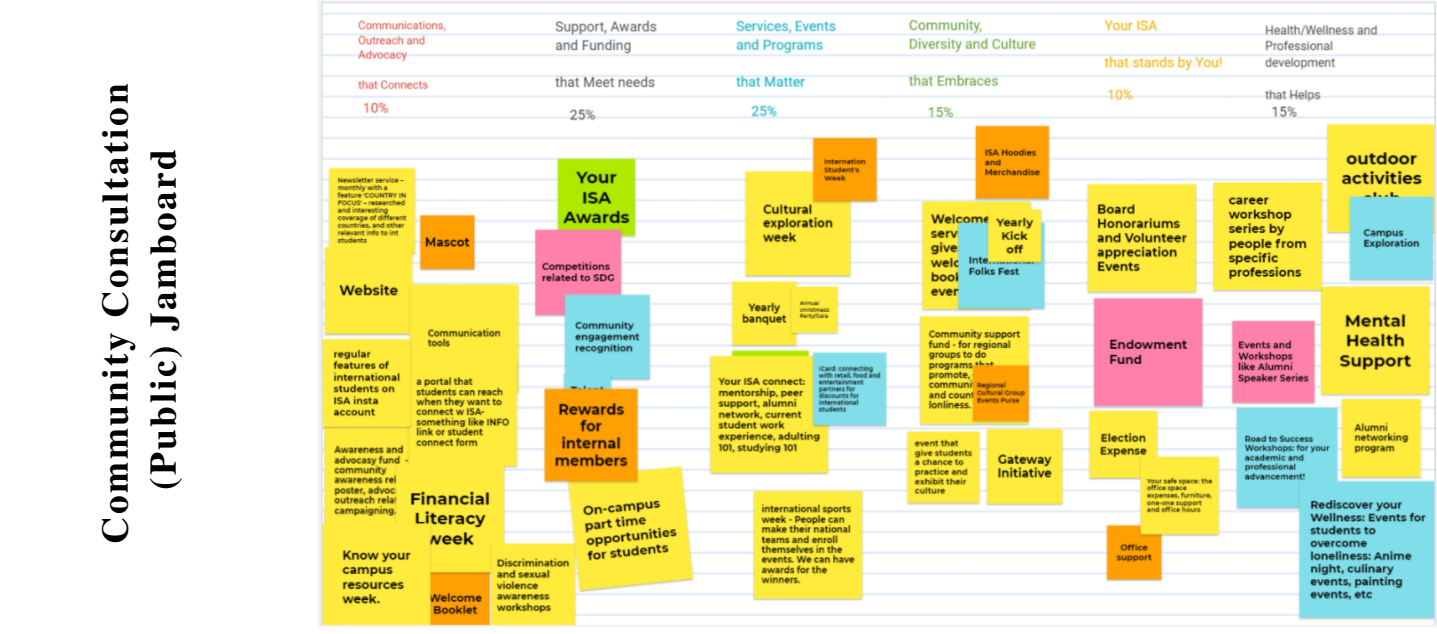 Community Consultation
(Public) Jamboard
Communications,
Outreach and
Advocacy
that Connects
10%
Support, Awards
and Funding
that Meet needs
25%
Services, Events
and Programs
that Matter
25%
Community,
Diversity and Culture
that Embraces
15%
Your ISA
that stands by You!
10%
Health/Wellness and
Professional
development
that Helps
15%
Newsletter service –
monthly with a
feature 'COUNTRY IN
FOCUS' – researched
and interesting
coverage of different
countries, and other
relevant info to int
students
Mascot
Website
Communication
tools
regular
features of
international
students on
ISA insta
account
a portal that
students can reach
when they want to
connect w ISA-
something like INFO
link or student
connect form
Awareness and
advocasy fund -
community
awareness
poster,
outreach
campaigning.
Financial
Literacy
week
Know your
campus
resources
week.
Welcome
Booklet
Discrimination
and sexual
violence
awareness
workshops
Your
ISA
Awards
Competitions
related to SDG
Community
engagement
recognition
Talent
Rewards
for
internal
members
On-campus
part time
opportunities
for students
Internation
Student's
Week
Cultural
exploration
week
Yearly
banquet
Annual
christmass
Party/Gala
Your ISA connect:
mentorship, peer
support, alumni
network, current
student work
experience, adulting
101, studying 101
iCard: connecting
with retail, food and
entertainment
partners for
discounts for
international
students
international sports
week - People can
make their national
teams and enroll
themselves in the
events. We can have
awards for the
winners.
ISA Hoodies
and
Merchandise
Welcome
Yearly
Kick
off
International
Folks Fest
Community support
fund - for regional
groups to do
programs that
promote,
and
lonliness.
Regional
Cultural Group
Events Purse
event that
give students
a chance to
practice and
exhibit their
culture
Gateway
Initiative
Board
Honorariums
and Volunteer
appreciation
Events
Endowment
Fund
Election
Expense
Your safe space: the
office space
expenses, furniture,
one-one support
and office hours
Office
support
career
workshop
series by
people from
specific
professions
outdoor
activities
club
Campus
Exploration
Mental
Health
Support
Events and
Workshops
like Alumni
Speaker Series
Alumni
networking
program
Road to Success
Workshops: for your
academic and
professional
advancement!
Rediscover your
Wellness: Events for
students to
overcome
loneliness: Anime
night, culinary
events, painting
events, etc